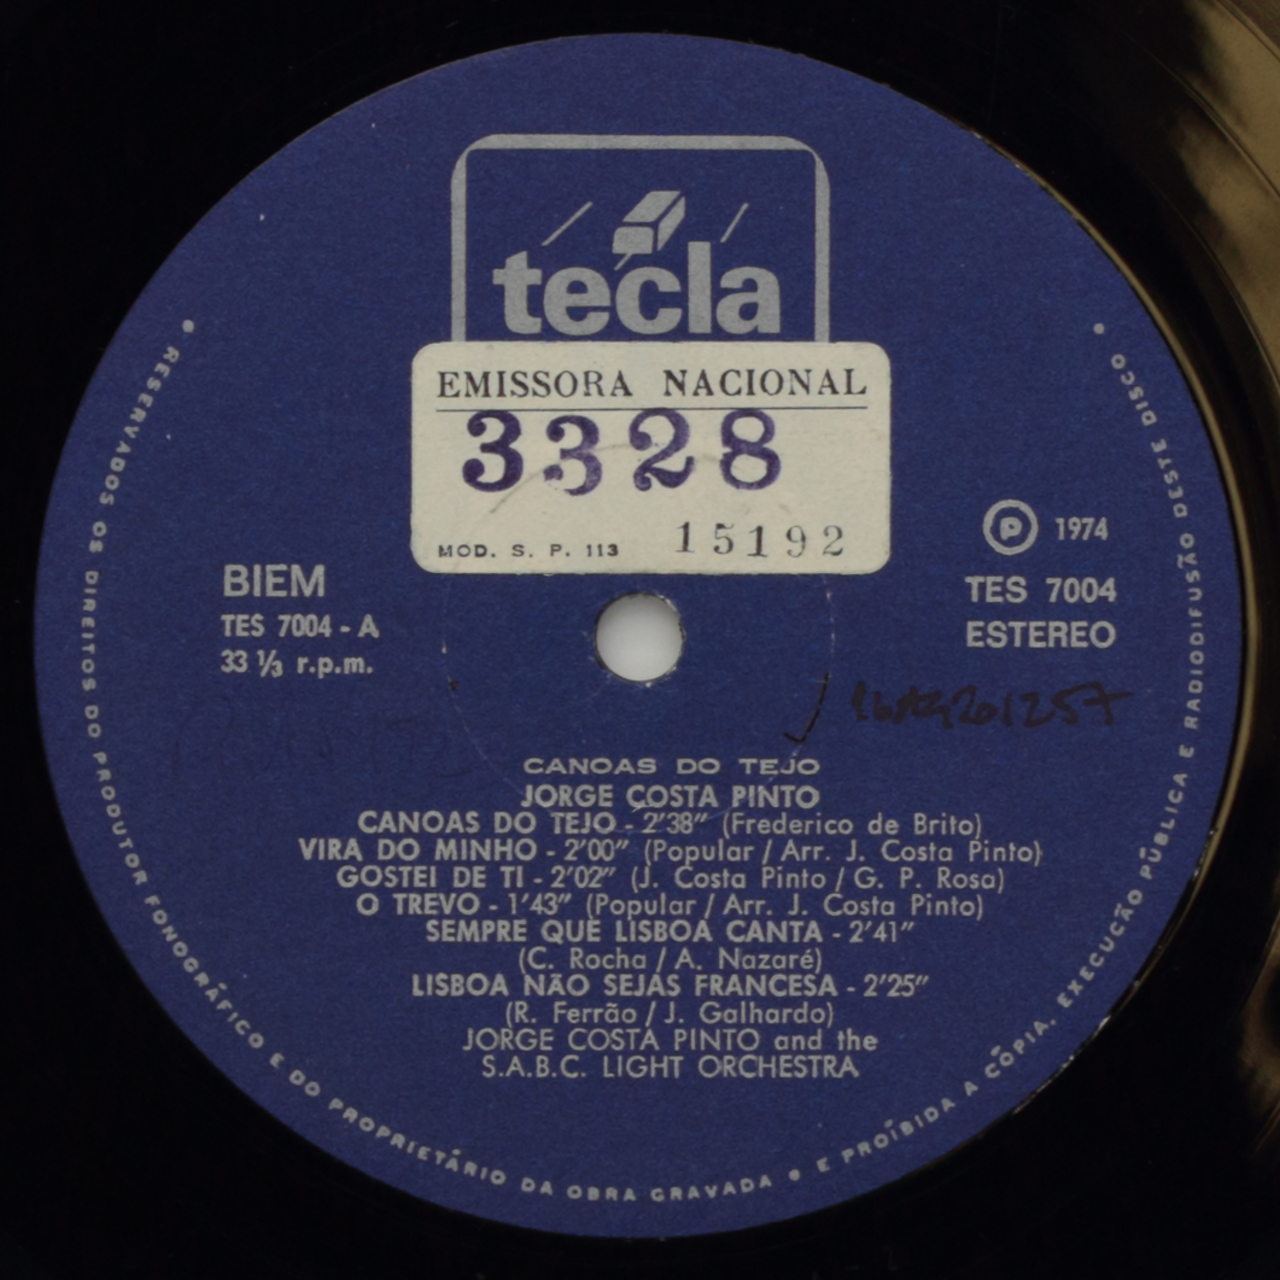 tecla
EMISSORA NACIONAL
3328
MOD. S. P. 113 15192
BIEM
TES 7004 - A
33 ⅓ r.p.m.
Ⓟ 1974
TES 7004
ESTEREO
CANOAS DO TEJO
JORGE COSTA PINTO
CANOAS DO TEJO - 2'38" (Frederico de Brito)
VIRA DO MINHO - 2'00" (Popular / Arr. J. Costa Pinto)
GOSTEI DE TI - 2'02" (J. Costa Pinto / G. P. Rosa)
O TREVO - 1'43" (Popular / Arr. J. Costa Pinto)
SEMPRE QUE LISBOA CANTA - 2'41"
(C. Rocha / A. Nazaré)
LISBOA NÃO SEJAS FRANCESA - 2'25"
(R. Ferrão / J. Galhardo)
JORGE COSTA PINTO and the
S.A.B.C. LIGHT ORCHESTRA
• RESERVADOS OS DIREITOS DO PRODUTOR FONOGRÁFICO E DO PROPRIETÁRIO DA OBRA GRAVADA • E PROÍBIDA A CÓPIA, EXECUÇÃO PÚBLICA E RADIODIFUSÃO DESTE DISCO •